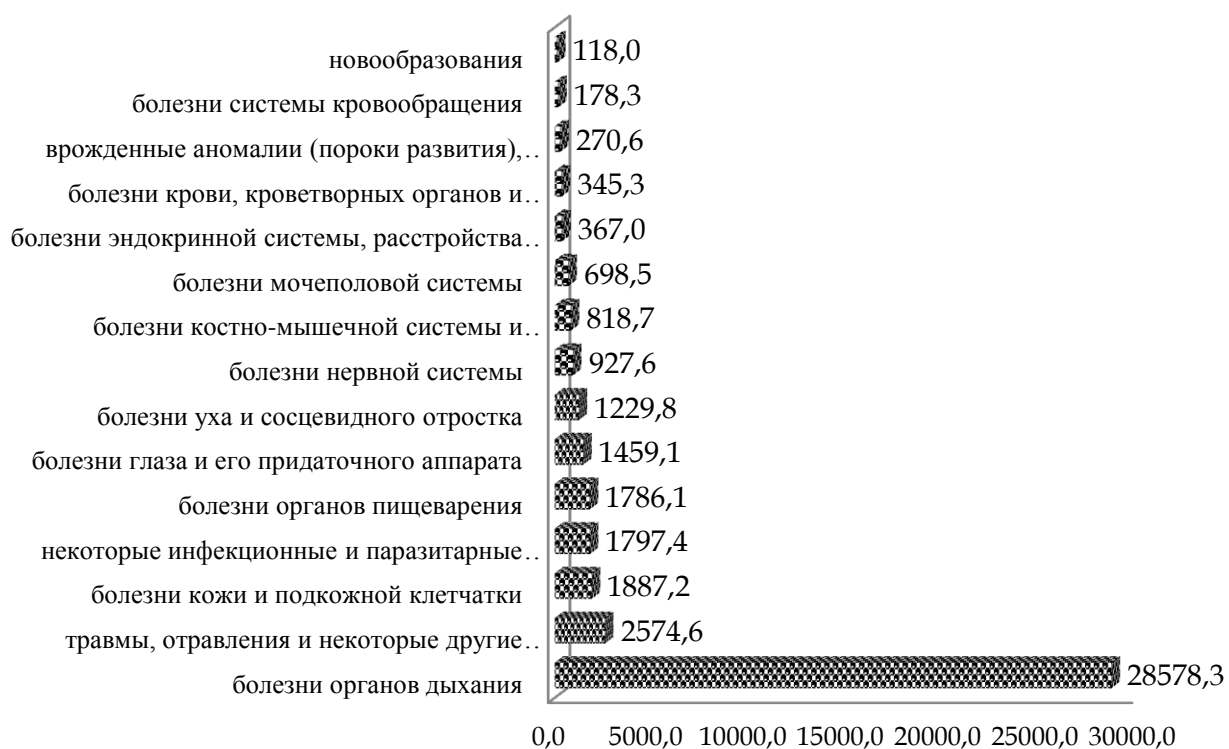 новообразования 118,0
болезни системы кровообращения 178,3
врожденные аномалии (пороки развития),.. 270,6
болезни крови, кроветворных органов и.. 345,3
болезни эндокринной системы, расстройства.. 367,0
болезни мочеполовой системы 698,5
болезни костно-мышечной системы и.. 818,7
болезни нервной системы 927,6
болезни уха и сосцевидного отростка 1229,8
болезни глаза и его придаточного аппарата 1459,1
болезни органов пищеварения 1786,1
некоторые инфекционные и паразитарные.. 1797,4
болезни кожи и подкожной клетчатки 1887,2
травмы, отравления и некоторые другие.. 2574,6
болезни органов дыхания 28578,3
0,0 5000,0 10000,0 15000,0 20000,0 25000,0 30000,0